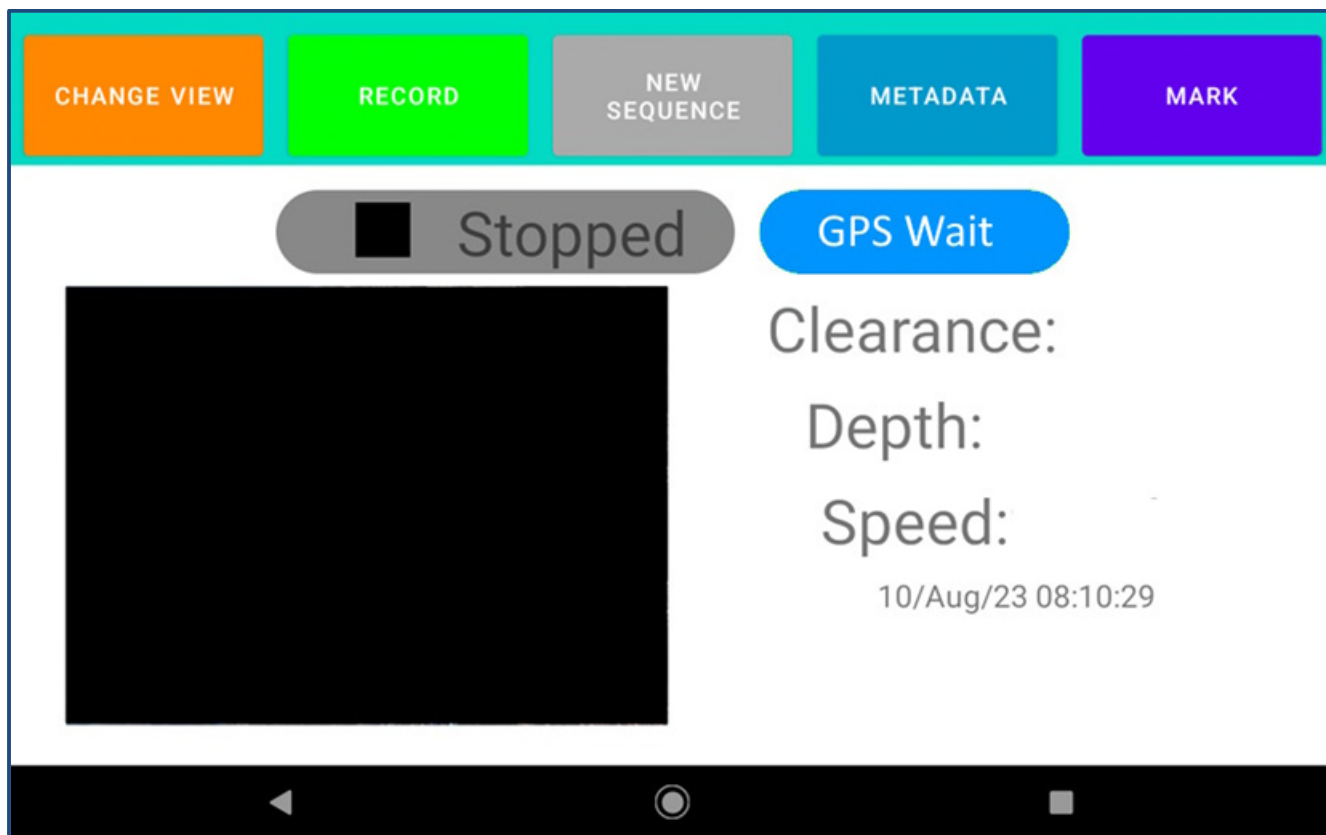 CHANGE VIEW
RECORD
NEW
SEQUENCE
METADATA
MARK
Stopped
GPS Wait
Clearance:
Depth:
Speed:
10/Aug/23 08:10:29